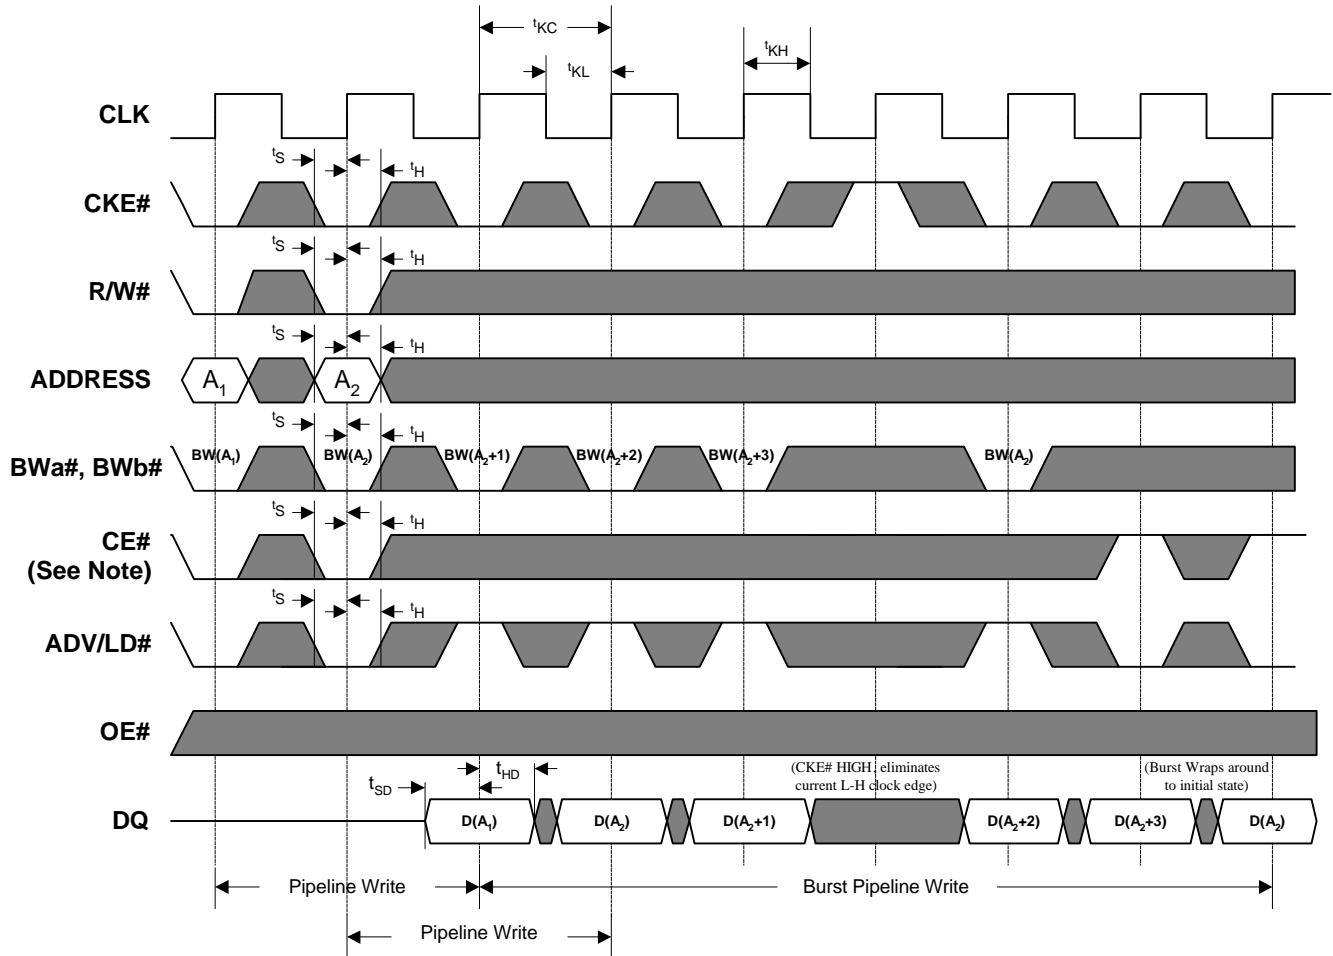 tKC
tKH
tKL
CLK
tS
tH
CKE#
tS
tH
R/W#
tS
tH
ADDRESS
A1
A2
tS
tH
BWa#, BWb#
BW(A1)
BW(A2)
BW(A2+1)
BW(A2+2)
BW(A2+3)
BW(A2)
tS
tH
CE#
(See Note)
tS
tH
ADV/LD#
OE#
tSD
tHD
(CKE# HIGH, eliminates
current L-H clock edge)
(Burst Wraps around
to initial state)
DQ
D(A1)
D(A2)
D(A2+1)
D(A2+2)
D(A2+3)
D(A2)
Pipeline Write
Burst Pipeline Write
Pipeline Write